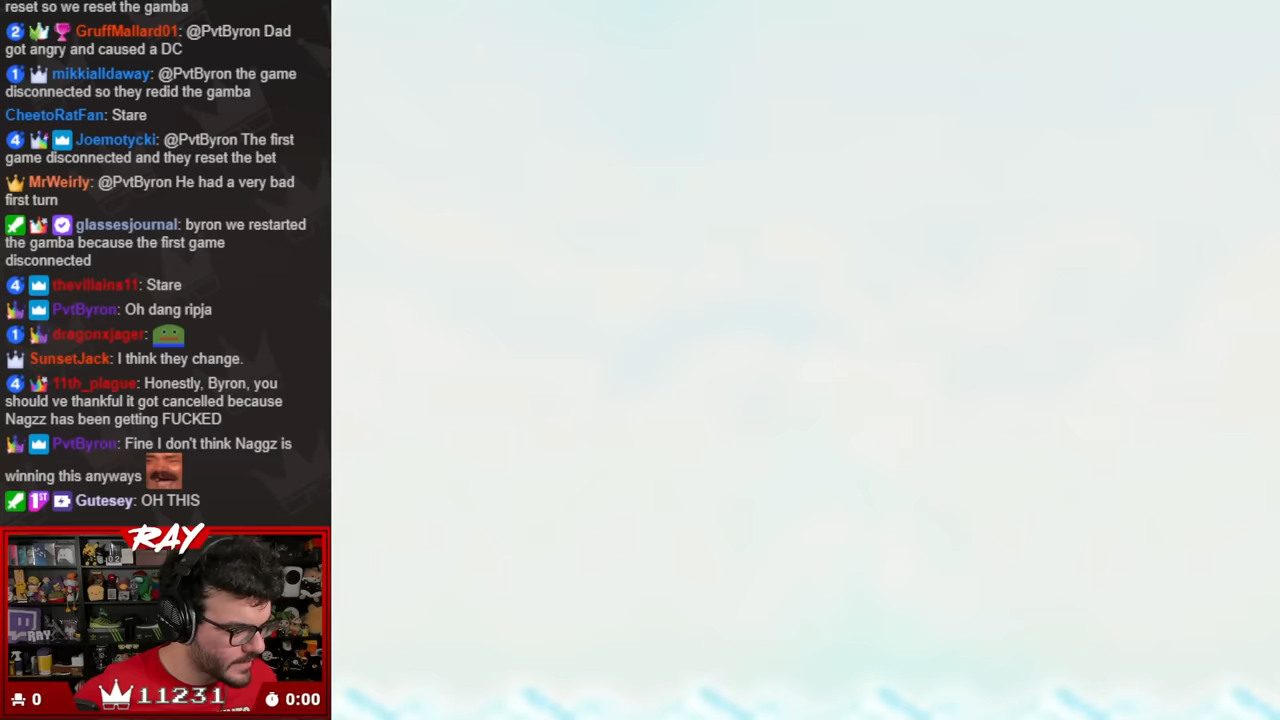 reset so we reset the gamba
2 GruffMallard01: @PvtByron Dad
got angry and caused a DC
1 mikkialldaway: @PvtByron the game
disconnected so they redid the gamba
CheetoRatFan: Stare
4 Joemotycki: @PvtByron The first
game disconnected and they reset the bet
MrWeirly: @PvtByron He had a very bad
first turn
glassesjournal: byron we restarted
the gamba because the first game
disconnected
4 thevillains11: Stare
PvtByron: Oh dang ripja
1 dragonxjager:
SunsetJack: I think they change.
4 11th_plague: Honestly, Byron, you
should ve thankful it got cancelled because
Nagzz has been getting FUCKED
PvtByron: Fine I don't think Naggz is
winning this anyways
1ST Gutesey: OH THIS
RAY
RAY
0 11231 0:00